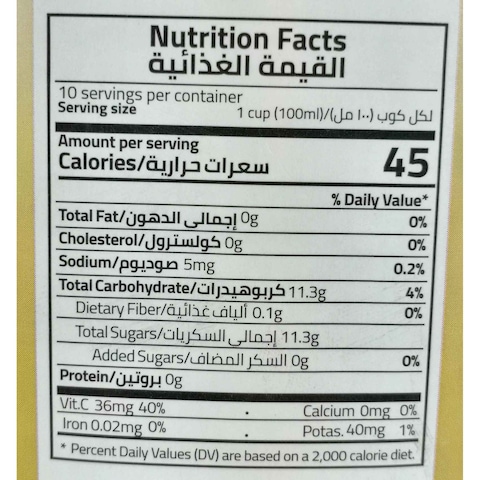 Nutrition Facts
القيمة الغذائية
10 servings per container
Serving size 1 cup (100ml)/(١٠٠ مل) لكل كوب
Amount per serving
Calories/سعرات حرارية 45
% Daily Value*
Total Fat/إجمالى الدهون 0g 0%
Cholesterol/كولسترول 0g 0%
Sodium/صوديوم 5mg 0.2%
Total Carbohydrate/كربوهيدرات 11.3g 4%
Dietary Fiber/ألياف غذائية 0.1g 0%
Total Sugars/إجمالي السكريات 11.3g
Added Sugars/السكر المضاف 0g 0%
Protein/بروتين 0g
Vit.C 36mg 40% . Calcium 0mg 0%
Iron 0.02mg 0% . Potas. 40mg 1%
* Percent Daily Values (DV) are based on a 2,000 calorie diet.